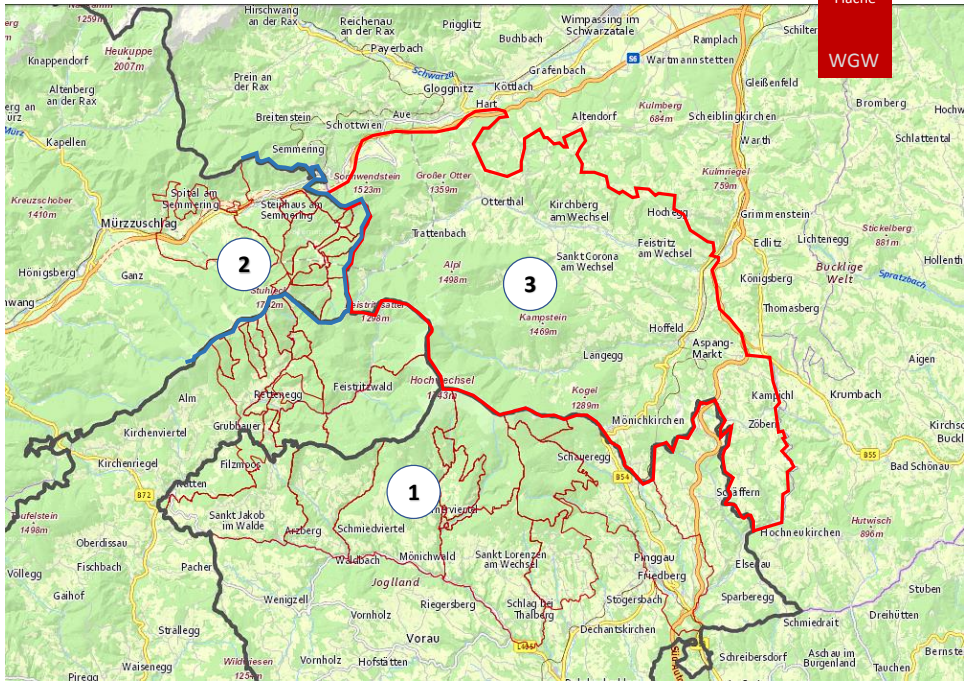 Fläche
WGW
1259m
Hirschwang
an der Rax
Reichenau
an der Rax
Prigglitz
Wimpassing im
Schwarzatale
Ramplach
Schilter
Heukuppe
2007m
Knappendorf
Payerbach
Buchbach
S6
Wartmannstetten
Schwarza
Grafenbach
Altenberg
an der Rax
Prein an
der Rax
Gloggnitz
Köttlach
Gleißenfeld
Hart
Bromberg
Breitenstein
Aue
Altendorf
Kulmberg
684m
Scheiblingkirchen
Schottwien
Mürz
Kapellen
Warth
Schlattental
Semmering
Sonnwendstein
1523m
Großer Otter
1359m
Kulmriegel
759m
Kreuzschober
1410m
Spital am
Semmering
Steinhaus am
Semmering
Otterthal
Kirchberg
am Wechsel
Hochegg
Grimmenstein
Mürzzuschlag
Trattenbach
Stickelberg
881m
Feistritz
am Wechsel
Edlitz
Lichtenegg
Hönigsberg
Ganz
2
Alpl
1498m
Sankt Corona
am Wechsel
Königsberg
Bucklige
Welt
Hollenth
Spratzbach
3
Stuhleck
1782m
Feistritzsattel
1298m
Kampstein
1469m
Thomasberg
Hoffeld
Aspang-
Markt
Langegg
Aigen
Alm
Rettenegg
Feistritzwald
Hochwechsel
1743m
Kogel
1289m
Kampichl
Krumbach
Grubbauer
Mönichkirchen
Zöbern
Kirchenviertel
Kirchenriegel
Filzmoos
Schaueregg
B54
B55
Bad Schönau
B72
Ratten
1
Schäffern
Sankt Jakob
im Walde
Arzberg
Schmiedviertel
Hochneukirchen
Hutwisch
896m
1498m
Oberdissau
Fischbach
Völlegg
Pacher
Waldbach
Mönichwald
Sankt Lorenzen
am Wechsel
Pinggau
Friedberg
Elsenau
Joglland
Stuben
Gaihof
Wenigzell
Vornholz
Riegersberg
Schlag bei
Thalberg
Stögersbach
Sparberegg
Dreihütten
Schmiedrait
Strallegg
Vorau
Dechantskirchen
Waisenegg
Wildwiesen
Vornholz
Hofstätten
Schreibersdorf
Aschau im
Burgenland
Tauchen
Piregg